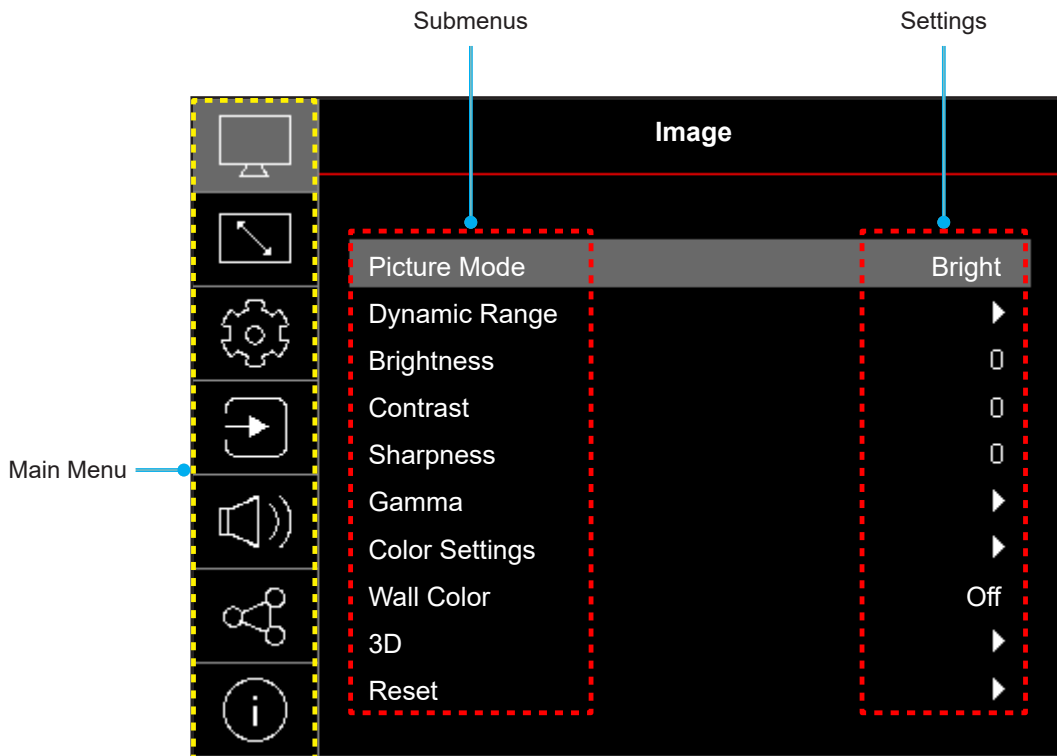 Submenus Settings
Image
Picture Mode Bright
Dynamic Range
Brightness 0
Contrast 0
Sharpness 0
Main Menu
Gamma
Color Settings
Wall Color Off
3D
Reset
i